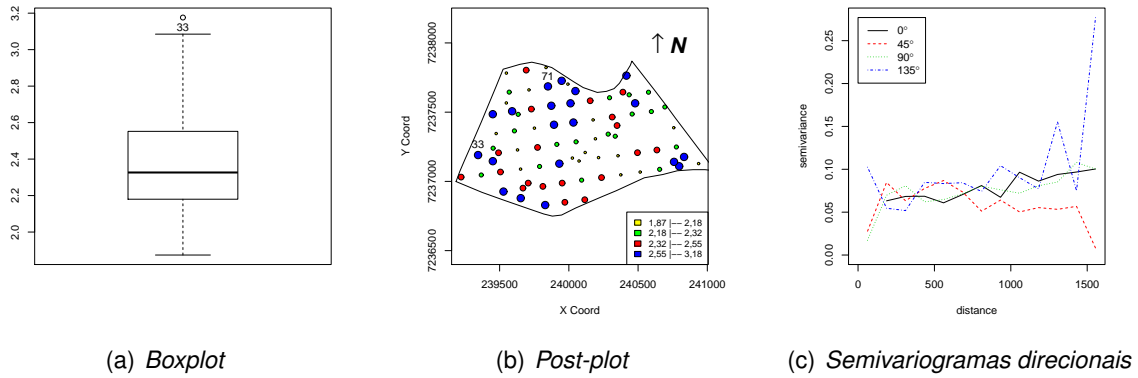 3.2
3.0
2.8
2.6
2.4
2.2
2.0
33
(a) Boxplot
7238000
7237500
7237000
7236500
Y Coord
↑ N
71
33
1,87 |−− 2,18
2,18 |−− 2,32
2,32 |−− 2,55
2,55 |−− 3,18
239500 240000 240500 241000
X Coord
(b) Post-plot
0.25
0.20
0.15
0.10
0.05
0.00
semivariance
0°
45°
90°
135°
0 500 1000 1500
distance
(c) Semivariogramas direcionais